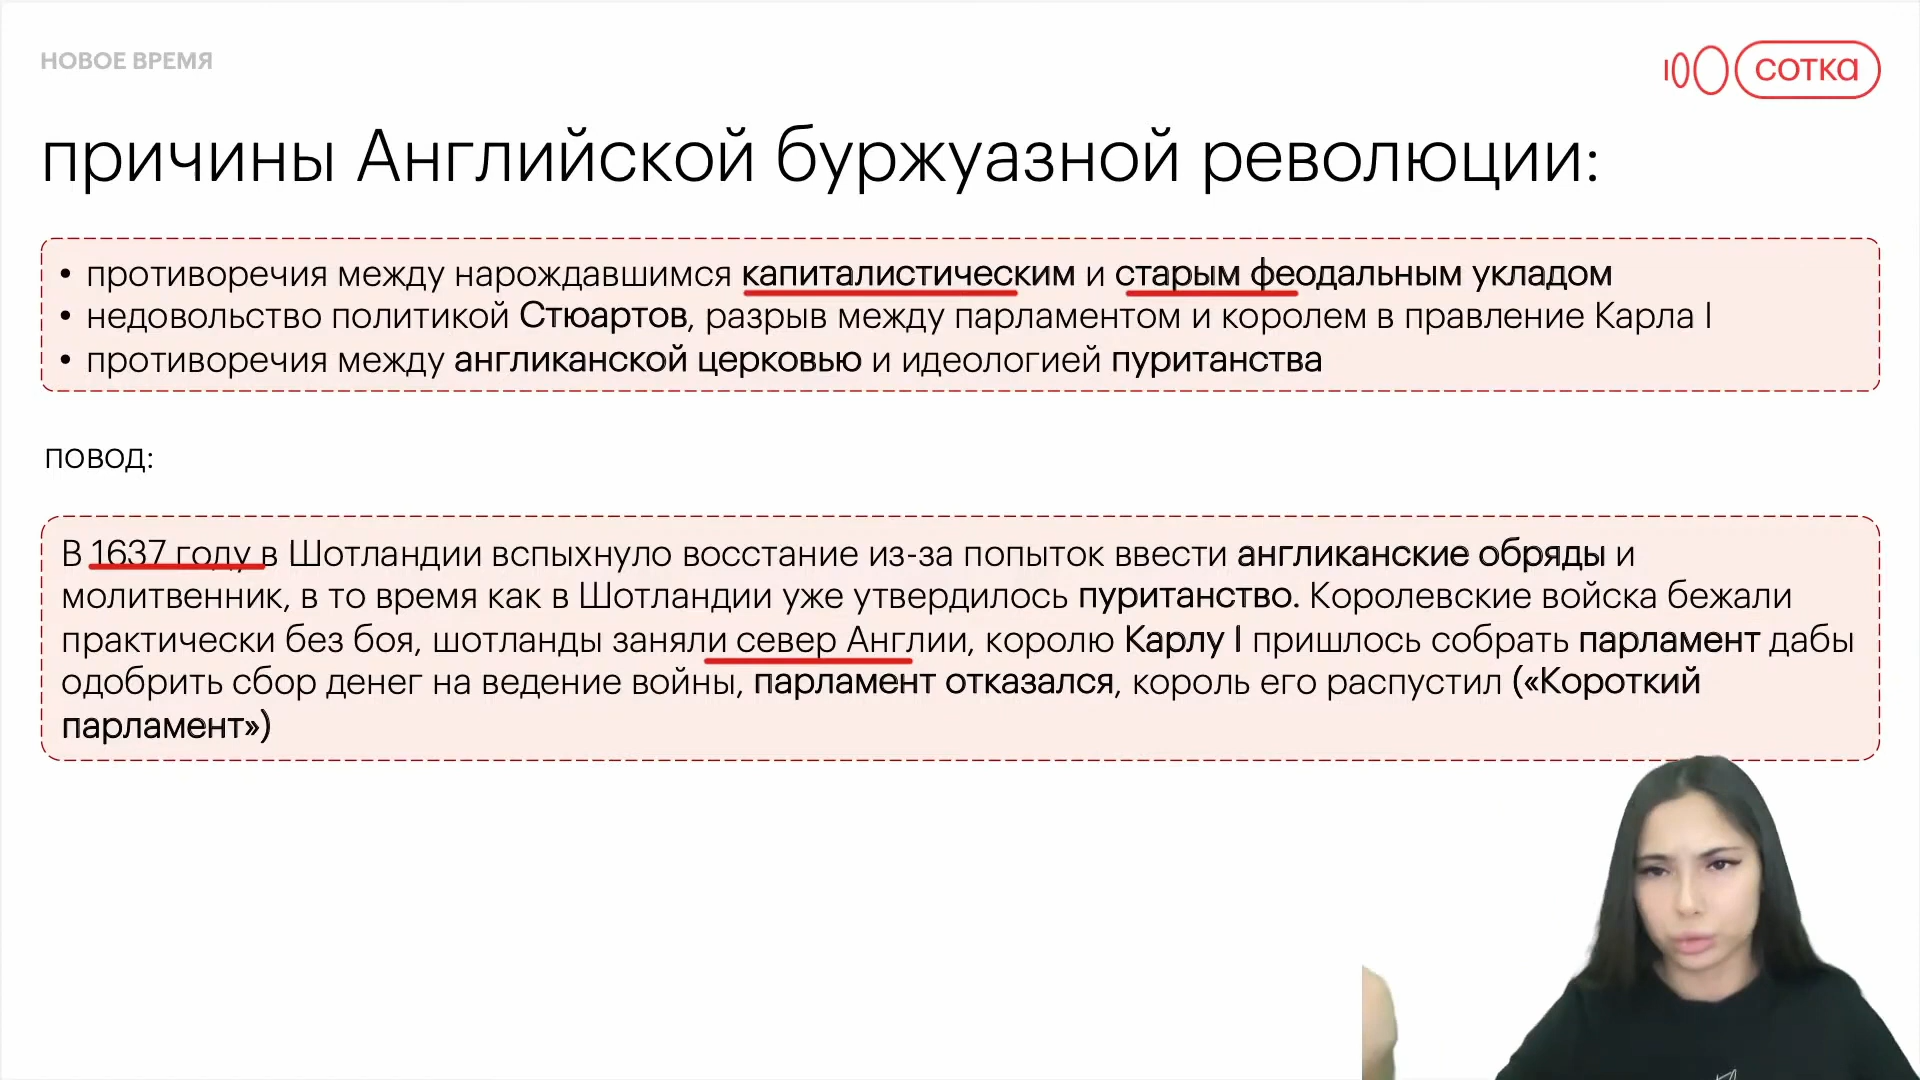 НОВОЕ ВРЕМЯ
100 сотка
причины Английской буржуазной революции:
• противоречия между нарождавшимся капиталистическим и старым феодальным укладом
• недовольство политикой Стюартов, разрыв между парламентом и королем в правление Карла I
• противоречия между англиканской церковью и идеологией пуританства
повод:
В 1637 году в Шотландии вспыхнуло восстание из-за попыток ввести англиканские обряды и
молитвенник, в то время как в Шотландии уже утвердилось пуританство. Королевские войска бежали
практически без боя, шотланды заняли север Англии, королю Карлу I пришлось собрать парламент дабы
одобрить сбор денег на ведение войны, парламент отказался, король его распустил («Короткий
парламент»)